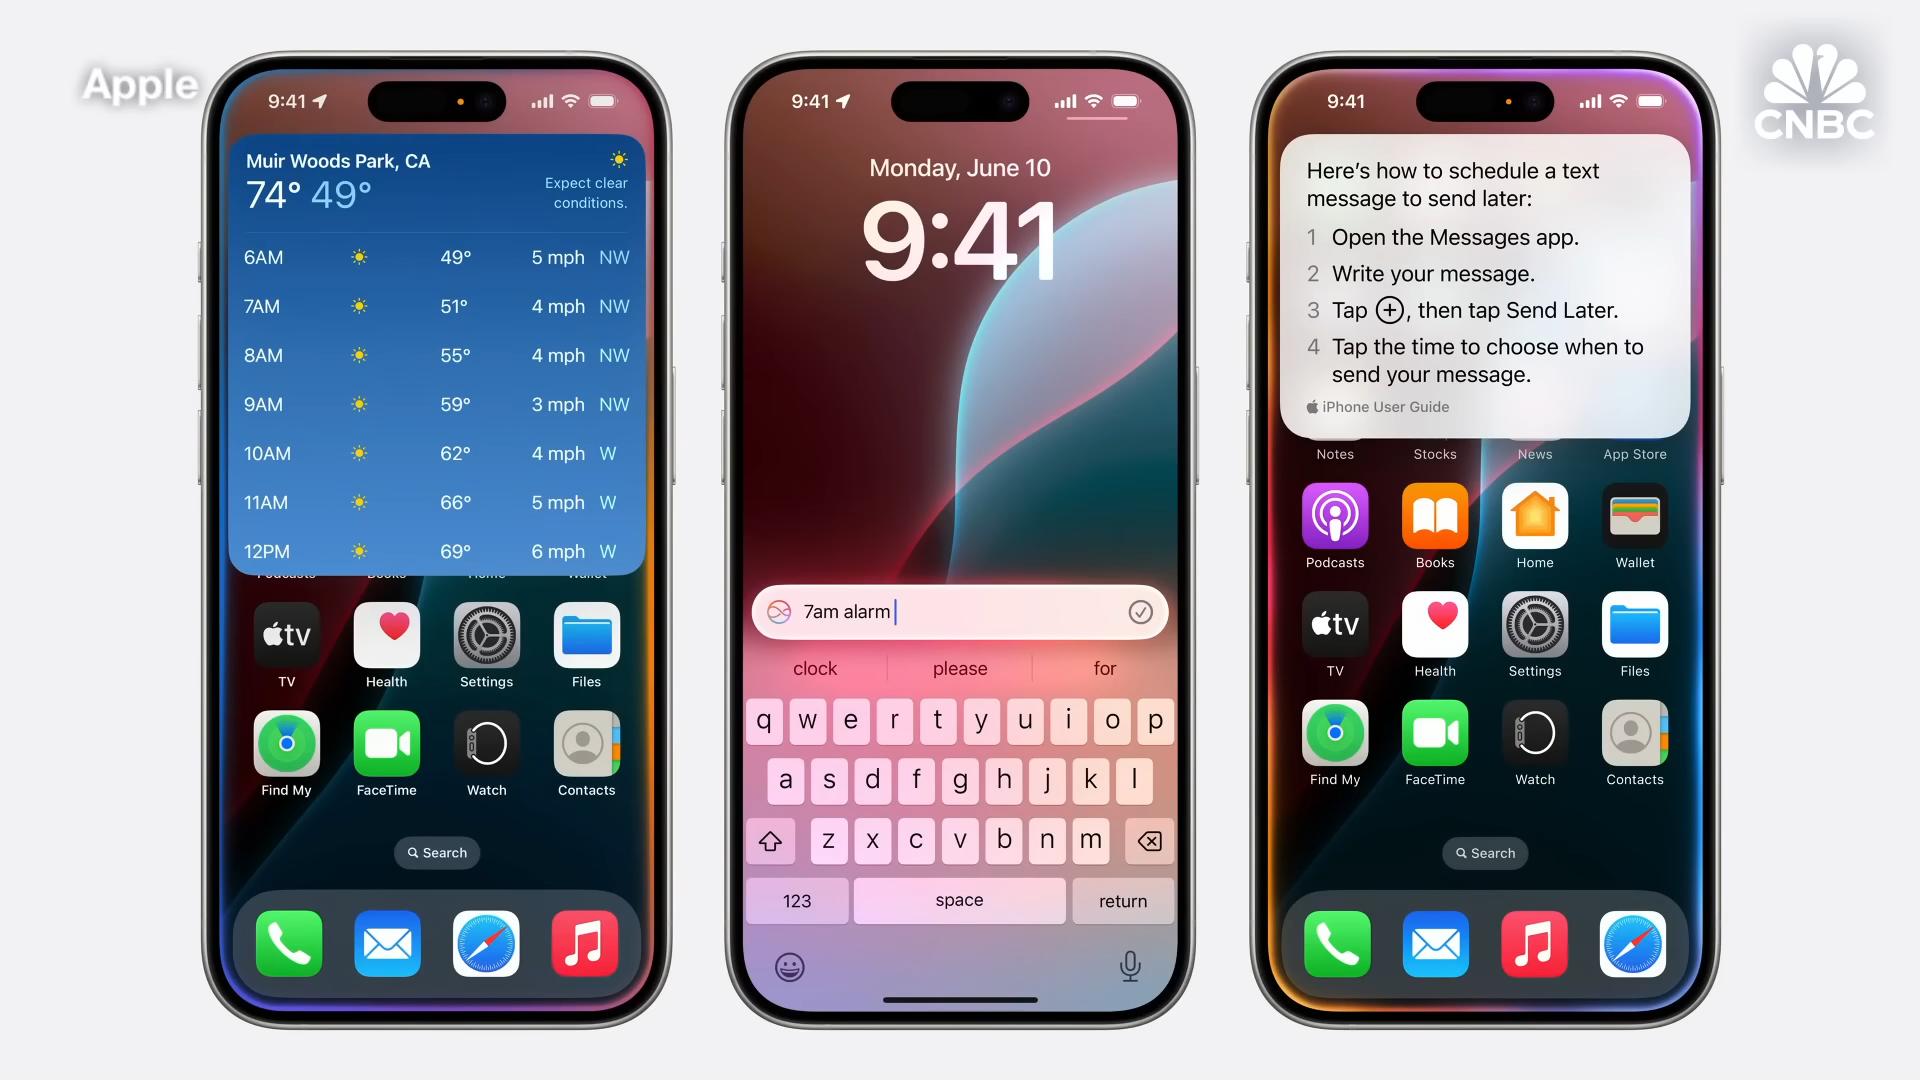 Apple
CNBC
9:41
Muir Woods Park, CA
74° 49°
Expect clear
conditions.
6AM 49° 5 mph NW
7AM 51° 4 mph NW
8AM 55° 4 mph NW
9AM 59° 3 mph NW
10AM 62° 4 mph W
11AM 66° 5 mph W
12PM 69° 6 mph W
Podcasts Books Home Wallet
tv
TV Health Settings Files
Find My FaceTime Watch Contacts
Search
9:41
Monday, June 10
9:41
7am alarm
clock please for
q w e r t y u i o p
a s d f g h j k l
z x c v b n m
123 space return
9:41
Here’s how to schedule a text
message to send later:
1 Open the Messages app.
2 Write your message.
3 Tap ⊕, then tap Send Later.
4 Tap the time to choose when to
send your message.
iPhone User Guide
Notes Stocks News App Store
Podcasts Books Home Wallet
tv
TV Health Settings Files
Find My FaceTime Watch Contacts
Search